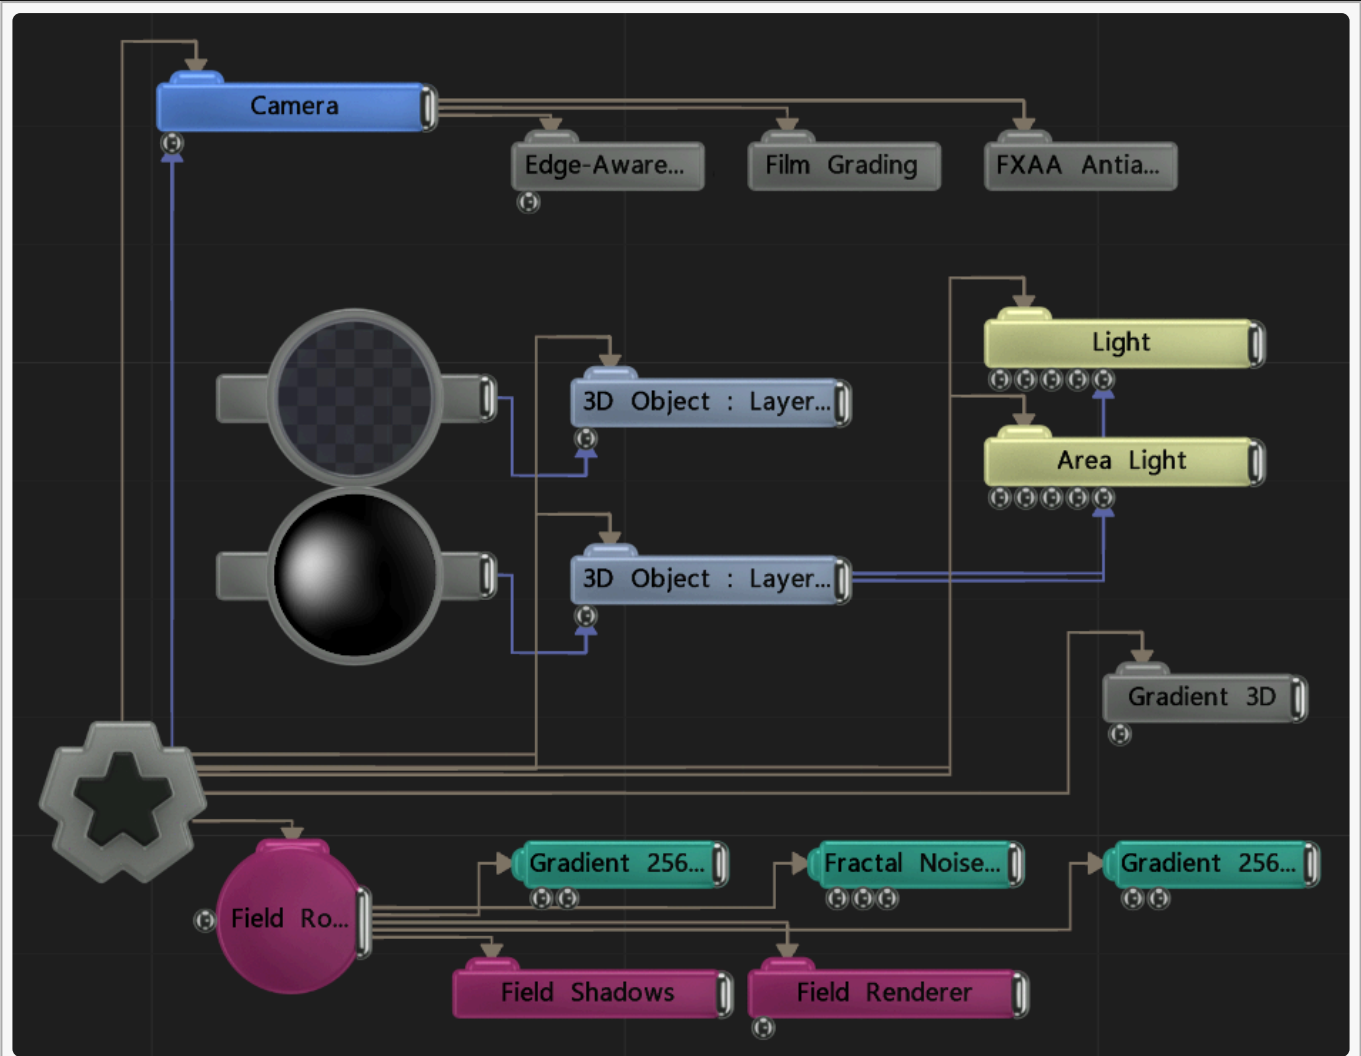 Camera
Edge-Aware...
Film Grading
FXAA Antia...
Light
3D Object : Layer...
Area Light
3D Object : Layer...
Gradient 3D
Gradient 256...
Fractal Noise...
Gradient 256...
Field Ro...
Field Shadows
Field Renderer